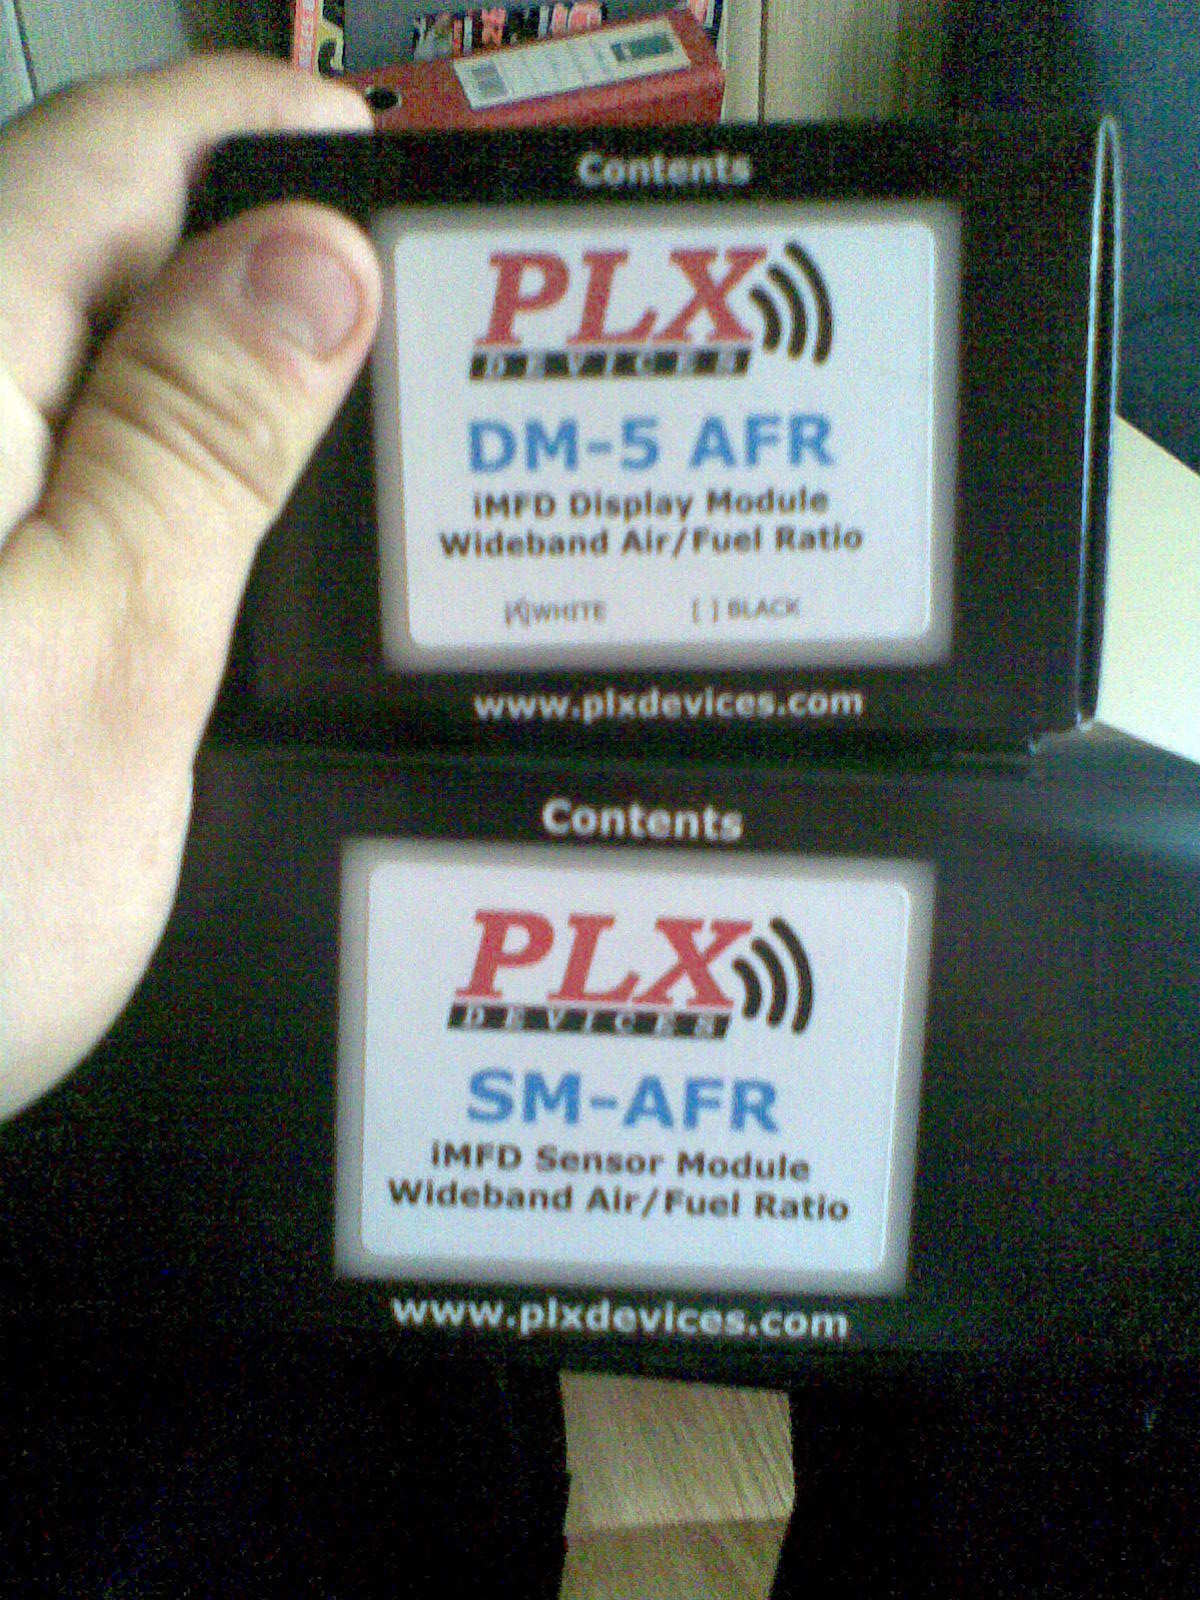 Contents
PLX
DEVICES
DM-5 AFR
iMFD Display Module
Wideband Air/Fuel Ratio
[X]WHITE [ ] BLACK
www.plxdevices.com
Contents
PLX
DEVICES
SM-AFR
iMFD Sensor Module
Wideband Air/Fuel Ratio
www.plxdevices.com